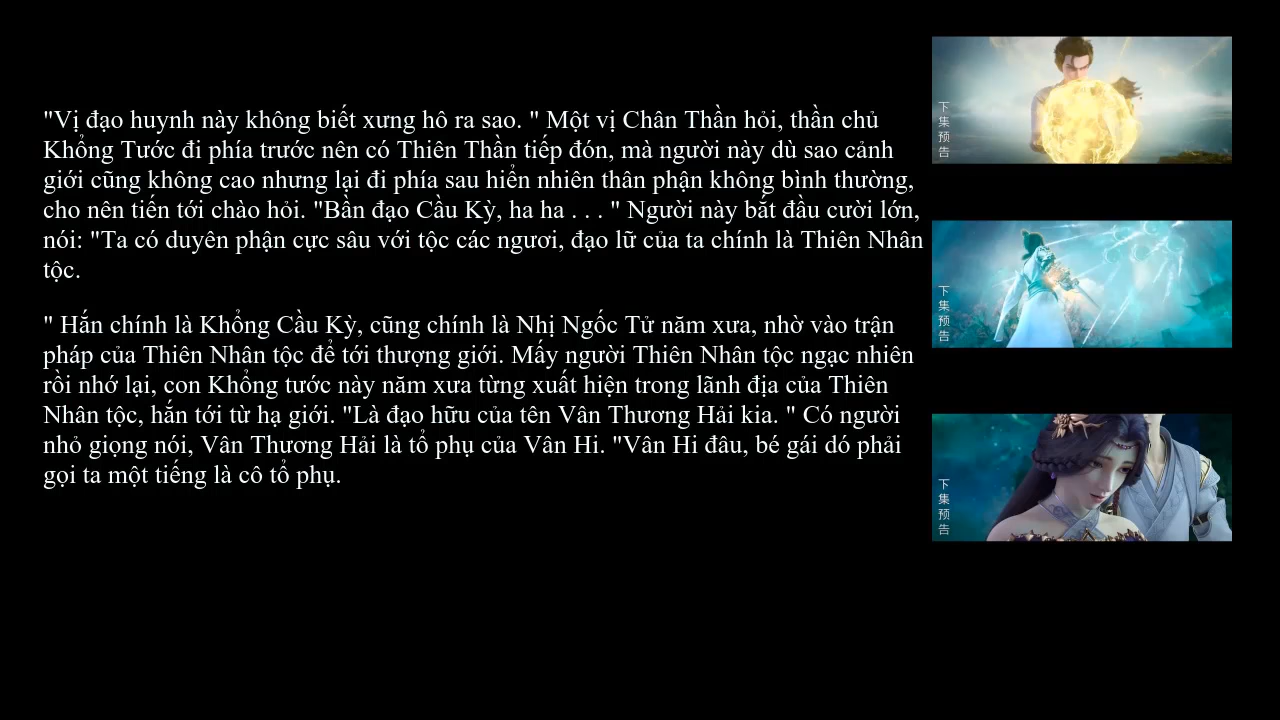 "Vị đạo huynh này không biết xưng hô ra sao. " Một vị Chân Thần hỏi, thần chủ
Khổng Tước đi phía trước nên có Thiên Thần tiếp đón, mà người này dù sao cảnh
giới cũng không cao nhưng lại đi phía sau hiển nhiên thân phận không bình thường,
cho nên tiến tới chào hỏi. "Bần đạo Cầu Kỳ, ha ha . . . " Người này bắt đầu cười lớn,
nói: "Ta có duyên phận cực sâu với tộc các ngươi, đạo lữ của ta chính là Thiên Nhân
tộc.
" Hắn chính là Khổng Cầu Kỳ, cũng chính là Nhị Ngốc Tử năm xưa, nhờ vào trận
pháp của Thiên Nhân tộc để tới thượng giới. Mấy người Thiên Nhân tộc ngạc nhiên
rồi nhớ lại, con Khổng tước này năm xưa từng xuất hiện trong lãnh địa của Thiên
Nhân tộc, hắn tới từ hạ giới. "Là đạo hữu của tên Vân Thương Hải kia. " Có người
nhỏ giọng nói, Vân Thương Hải là tổ phụ của Vân Hi. "Vân Hi đâu, bé gái dó phải
gọi ta một tiếng là cô tổ phụ.
下集预告
下集预告
下集预告